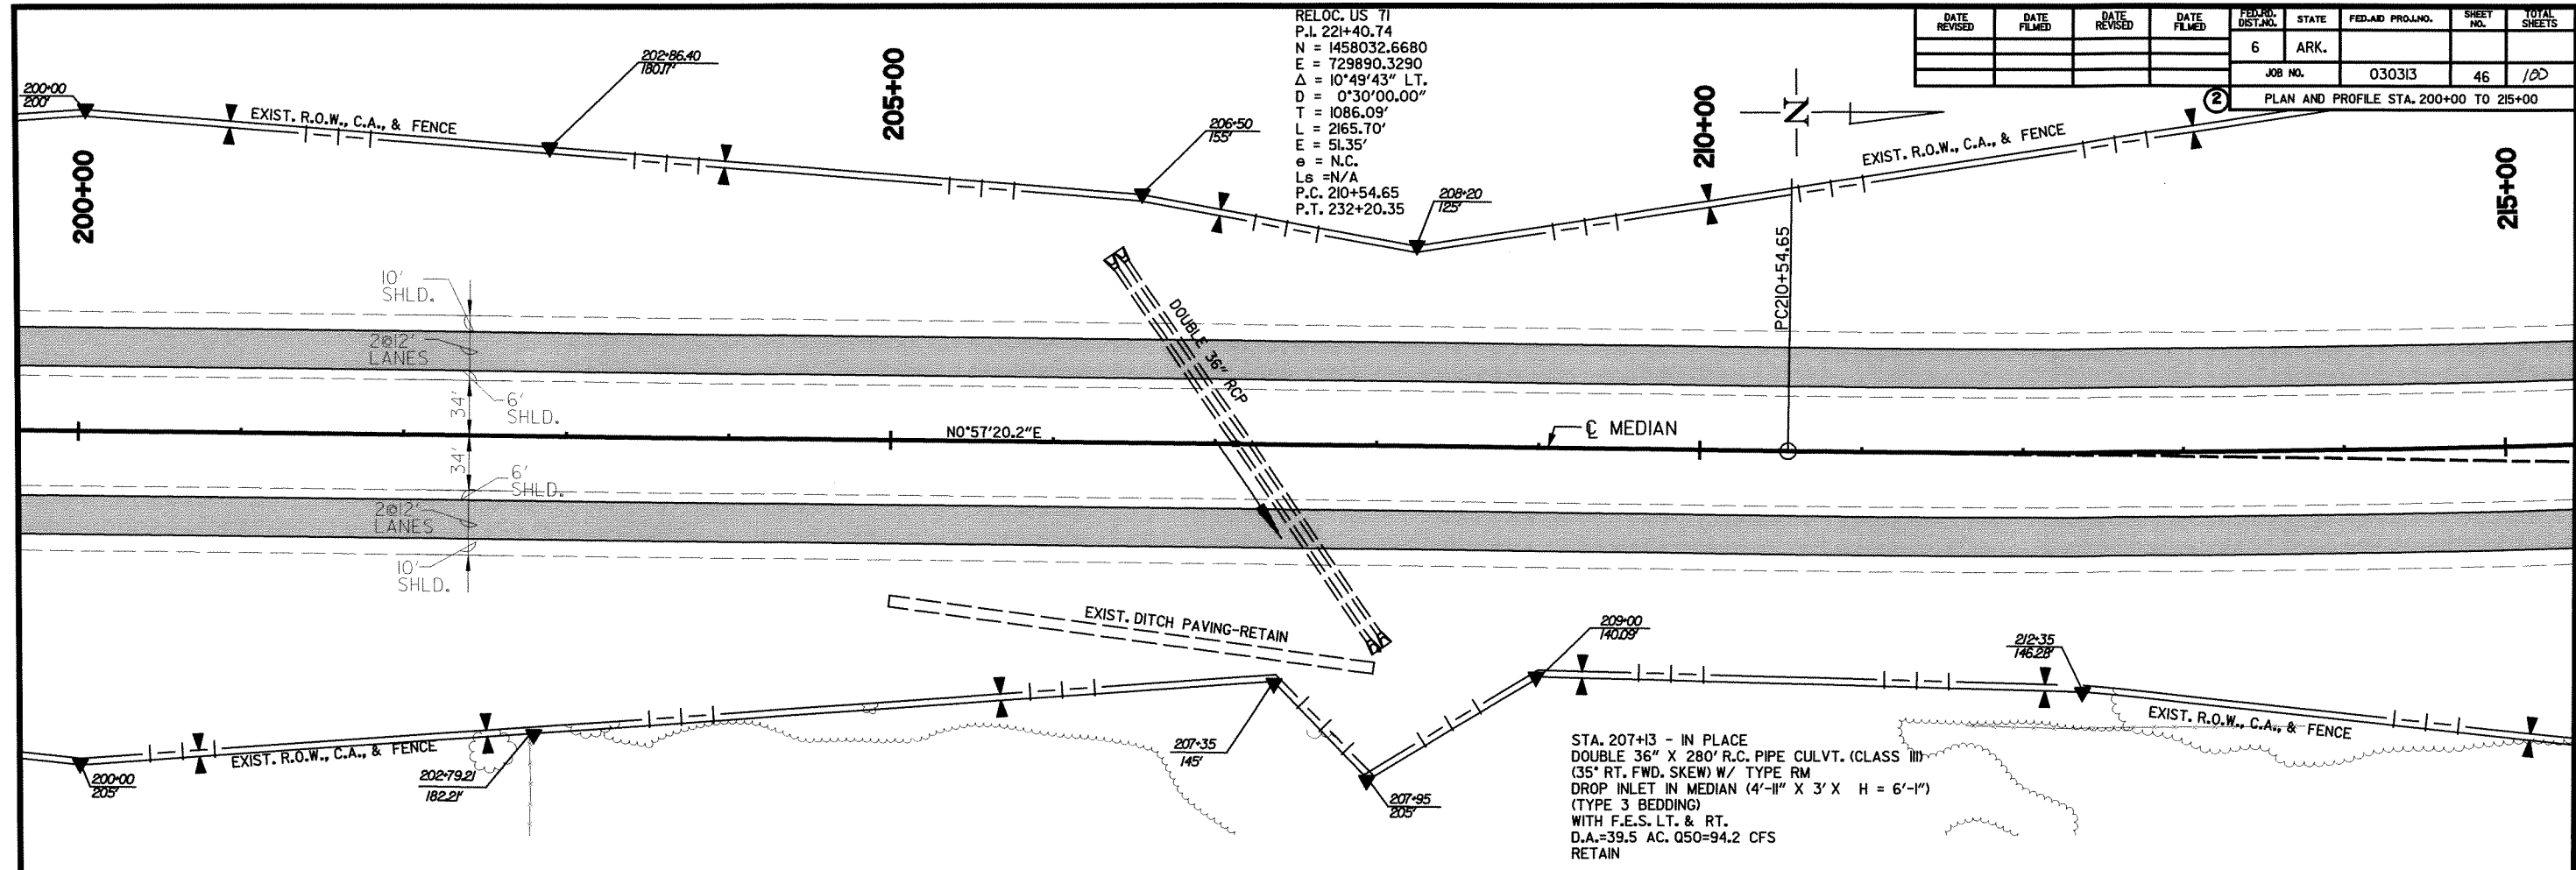 RELOC. US 71
P.I. 221+40.74
N = 1458032.6680
E = 729890.3290
Δ = 10°49'43" LT.
D = 0°30'00.00"
T = 1086.09'
L = 2165.70'
E = 51.35'
e = N.C.
Ls =N/A
P.C. 210+54.65
P.T. 232+20.35
DATE REVISED
DATE FILMED
DATE REVISED
DATE FILMED
FED.RD. DIST.NO.
STATE
FED.AID PROJ.NO.
SHEET NO.
TOTAL SHEETS
6
ARK.
JOB NO.
030313
46
100
2
PLAN AND PROFILE STA. 200+00 TO 215+00
200+00
200'
202+86.40
180.17'
205+00
206+50
155'
208+20
125'
210+00
N
215+00
200+00
EXIST. R.O.W., C.A., & FENCE
EXIST. R.O.W., C.A., & FENCE
PC210+54.65
10'
SHLD.
2@12'
LANES
6'
SHLD.
34'
DOUBLE 36" RCP
N0°57'20.2"E
℄ MEDIAN
34'
6'
SHLD.
2@12'
LANES
10'
SHLD.
EXIST. DITCH PAVING-RETAIN
209+00
140.09'
212+35
146.28'
EXIST. R.O.W., C.A., & FENCE
EXIST. R.O.W., C.A., & FENCE
200+00
205'
202+79.21
182.21'
207+35
145'
207+95
205'
STA. 207+13 - IN PLACE
DOUBLE 36" X 280' R.C. PIPE CULVT. (CLASS III)
(35° RT. FWD. SKEW) W/ TYPE RM
DROP INLET IN MEDIAN (4'-11" X 3' X H = 6'-1")
(TYPE 3 BEDDING)
WITH F.E.S. LT. & RT.
D.A.=39.5 AC. Q50=94.2 CFS
RETAIN